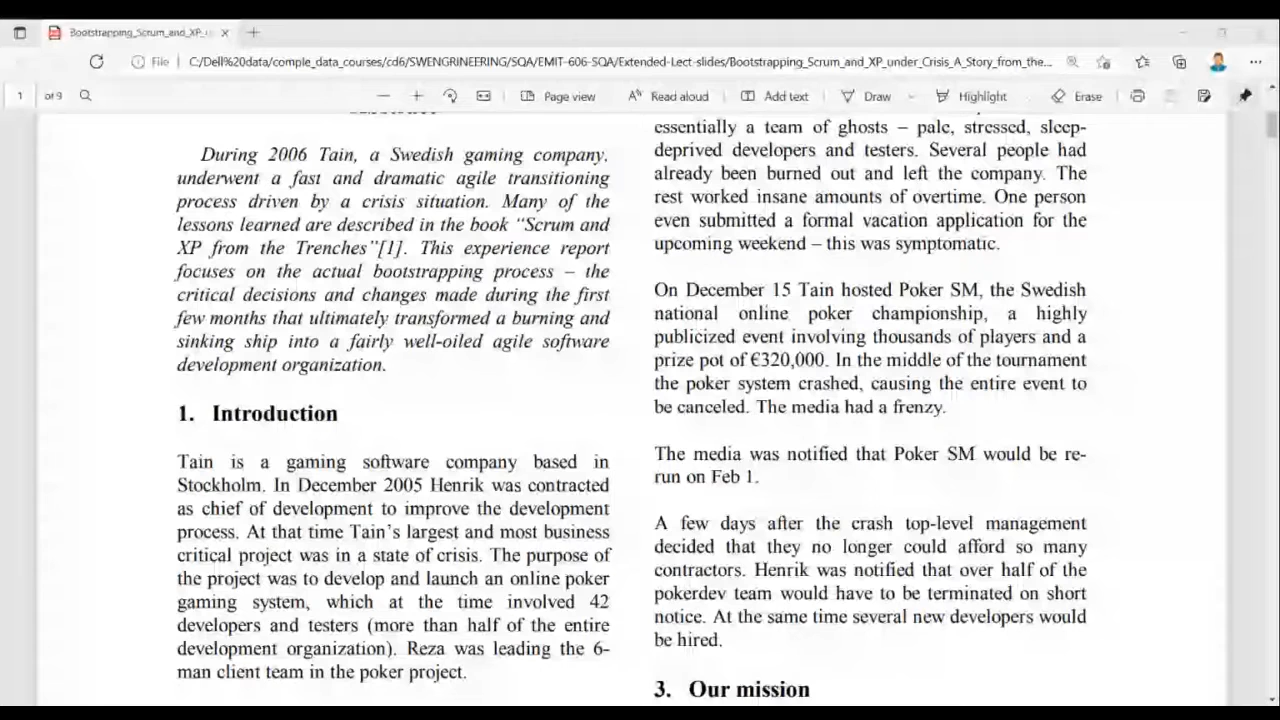 Bootstrapping_Scrum_and_XP_u
File
C:/Dell%20data/comple_data_courses/cd6/SWENGRINEERING/SQA/EMIT-606-SQA/Extended-Lect-slides/Bootstrapping_Scrum_and_XP_under_Crisis_A_Story_from_the...
1 of 9
Page view
Read aloud
Add text
Draw
Highlight
Erase
During 2006 Tain, a Swedish gaming company,
underwent a fast and dramatic agile transitioning
process driven by a crisis situation. Many of the
lessons learned are described in the book “Scrum and
XP from the Trenches”[1]. This experience report
focuses on the actual bootstrapping process – the
critical decisions and changes made during the first
few months that ultimately transformed a burning and
sinking ship into a fairly well-oiled agile software
development organization.
1. Introduction
Tain is a gaming software company based in
Stockholm. In December 2005 Henrik was contracted
as chief of development to improve the development
process. At that time Tain’s largest and most business
critical project was in a state of crisis. The purpose of
the project was to develop and launch an online poker
gaming system, which at the time involved 42
developers and testers (more than half of the entire
development organization). Reza was leading the 6-
man client team in the poker project.
essentially a team of ghosts – pale, stressed, sleep-
deprived developers and testers. Several people had
already been burned out and left the company. The
rest worked insane amounts of overtime. One person
even submitted a formal vacation application for the
upcoming weekend – this was symptomatic.
On December 15 Tain hosted Poker SM, the Swedish
national online poker championship, a highly
publicized event involving thousands of players and a
prize pot of €320,000. In the middle of the tournament
the poker system crashed, causing the entire event to
be canceled. The media had a frenzy.
The media was notified that Poker SM would be re-
run on Feb 1.
A few days after the crash top-level management
decided that they no longer could afford so many
contractors. Henrik was notified that over half of the
pokerdev team would have to be terminated on short
notice. At the same time several new developers would
be hired.
3. Our mission